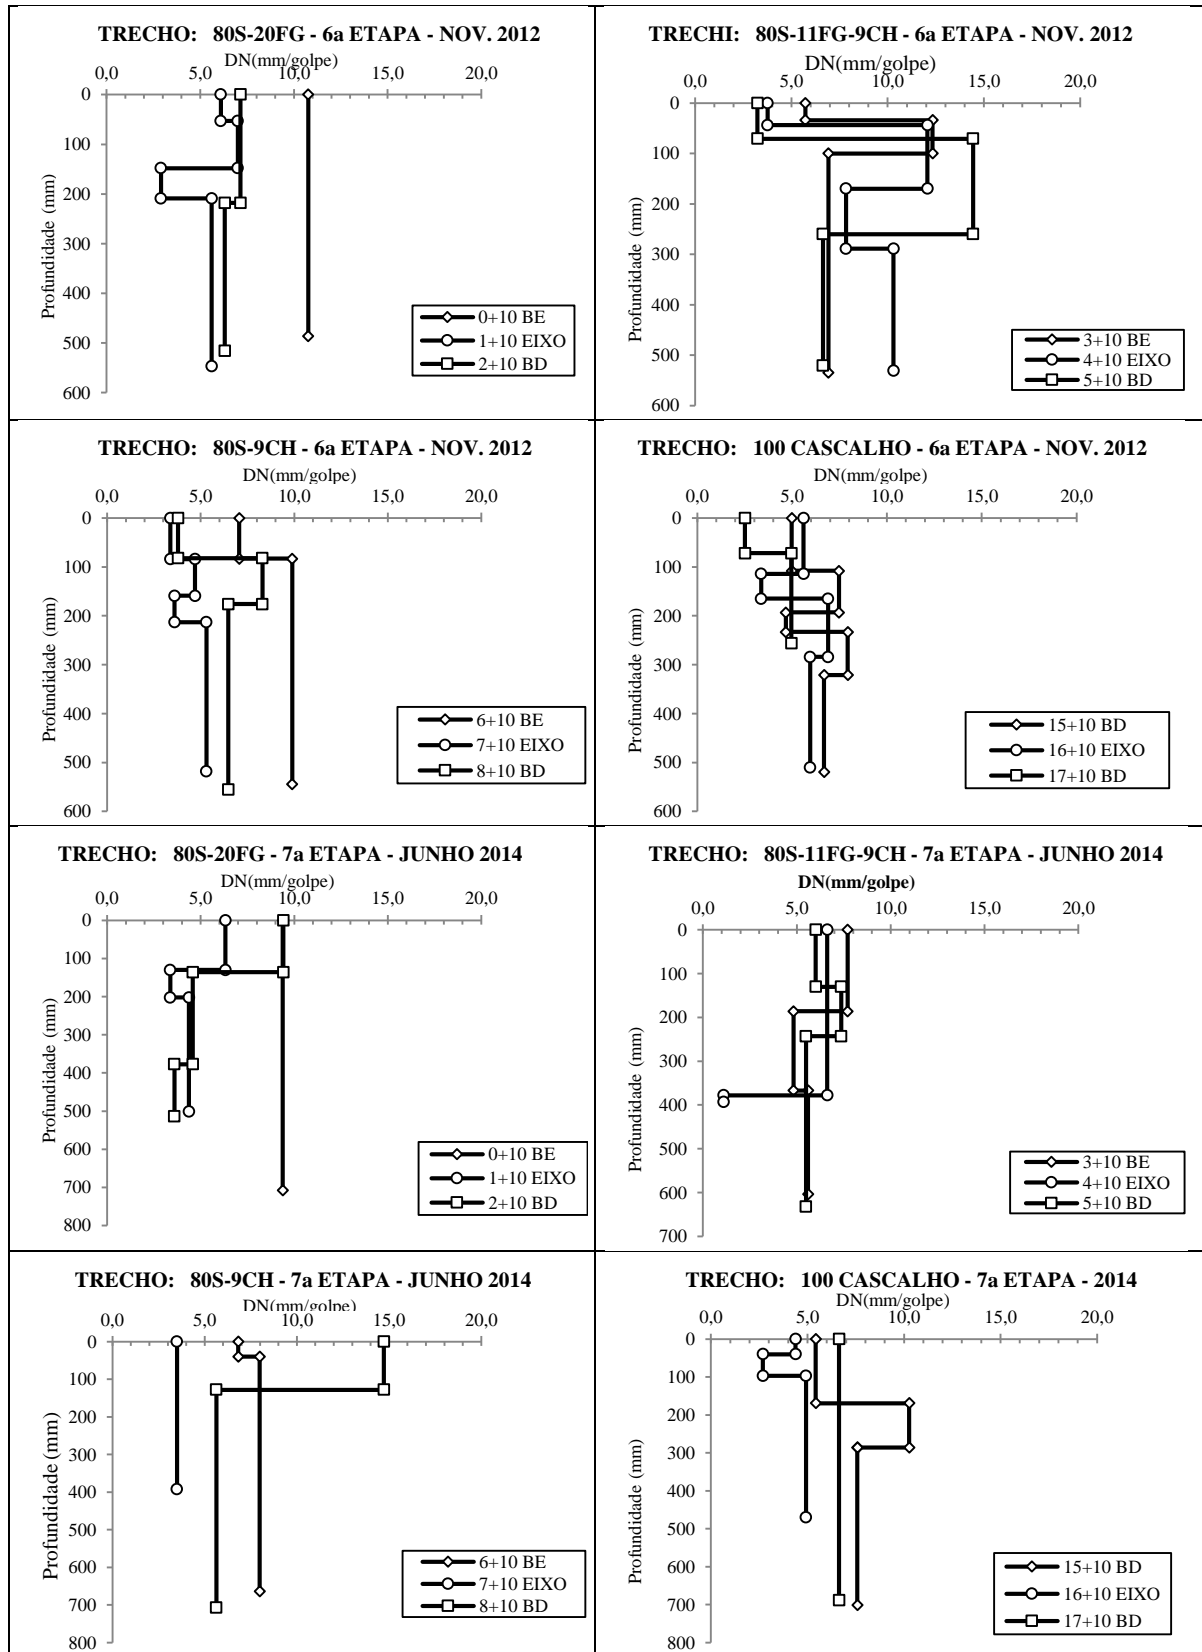 TRECHO: 80S-20FG - 6a ETAPA - NOV. 2012
DN(mm/golpe)
0,0 5,0 10,0 15,0 20,0
Profundidade (mm)
0
100
200
300
400
500
600
0+10 BE
1+10 EIXO
2+10 BD
TRECHI: 80S-11FG-9CH - 6a ETAPA - NOV. 2012
DN(mm/golpe)
0,0 5,0 10,0 15,0 20,0
Profundidade (mm)
0
100
200
300
400
500
600
3+10 BE
4+10 EIXO
5+10 BD
TRECHO: 80S-9CH - 6a ETAPA - NOV. 2012
DN(mm/golpe)
0,0 5,0 10,0 15,0 20,0
Profundidade (mm)
0
100
200
300
400
500
600
6+10 BE
7+10 EIXO
8+10 BD
TRECHO: 100 CASCALHO - 6a ETAPA - NOV. 2012
DN(mm/golpe)
0,0 5,0 10,0 15,0 20,0
Profundidade (mm)
0
100
200
300
400
500
600
15+10 BD
16+10 EIXO
17+10 BD
TRECHO: 80S-20FG - 7a ETAPA - JUNHO 2014
DN(mm/golpe)
0,0 5,0 10,0 15,0 20,0
Profundidade (mm)
0
100
200
300
400
500
600
700
800
0+10 BE
1+10 EIXO
2+10 BD
TRECHO: 80S-11FG-9CH - 7a ETAPA - JUNHO 2014
DN(mm/golpe)
0,0 5,0 10,0 15,0 20,0
Profundidade (mm)
0
100
200
300
400
500
600
700
3+10 BE
4+10 EIXO
5+10 BD
TRECHO: 80S-9CH - 7a ETAPA - JUNHO 2014
DN(mm/golpe)
0,0 5,0 10,0 15,0 20,0
Profundidade (mm)
0
100
200
300
400
500
600
700
800
6+10 BE
7+10 EIXO
8+10 BD
TRECHO: 100 CASCALHO - 7a ETAPA - 2014
DN(mm/golpe)
0,0 5,0 10,0 15,0 20,0
Profundidade (mm)
0
100
200
300
400
500
600
700
800
15+10 BD
16+10 EIXO
17+10 BD